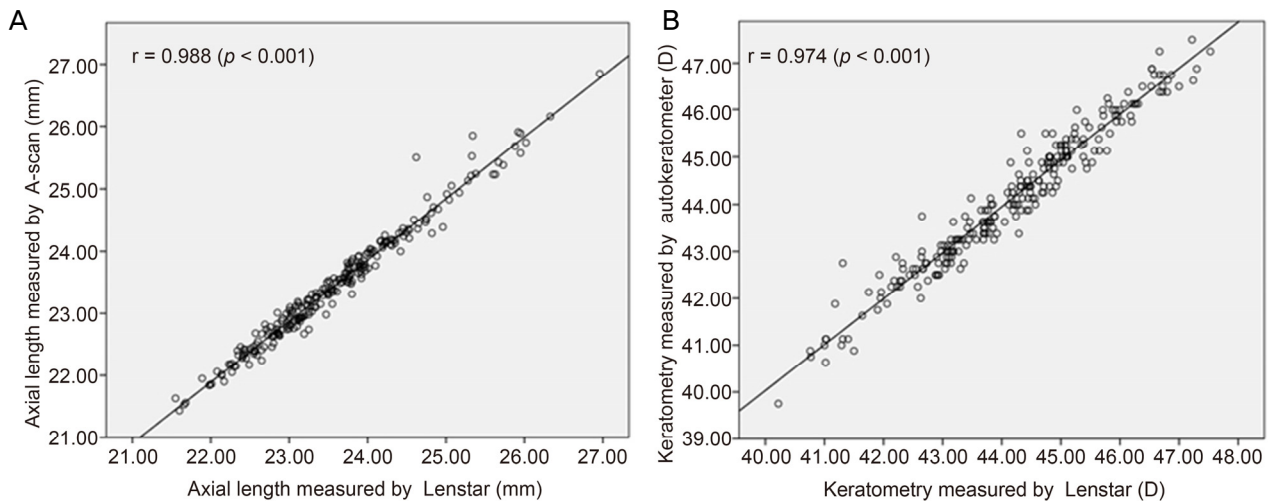 A
r = 0.988 (p < 0.001)
Axial length measured by A-scan (mm)
27.00
26.00
25.00
24.00
23.00
22.00
21.00
21.00 22.00 23.00 24.00 25.00 26.00 27.00
Axial length measured by Lenstar (mm)
B
r = 0.974 (p < 0.001)
Keratometry measured by autokeratometer (D)
47.00
46.00
45.00
44.00
43.00
42.00
41.00
40.00
39.00
40.00 41.00 42.00 43.00 44.00 45.00 46.00 47.00 48.00
Keratometry measured by Lenstar (D)